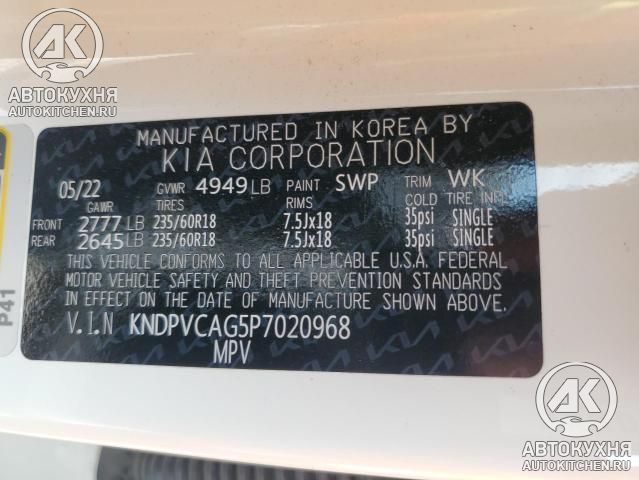 AK
АВТОКУХНЯ
AUTOKITCHEN.RU
MANUFACTURED IN KOREA BY
KIA CORPORATION
05/22 GVWR 4949 LB PAINT SWP TRIM WK
GAWR TIRES RIMS COLD TIRE (PSI)
FRONT 2777 LB 235/60R18 7.5Jx18 35psi SINGLE
REAR 2645 LB 235/60R18 7.5Jx18 35psi SINGLE
THIS VEHICLE CONFORMS TO ALL APPLICABLE U.S.A. FEDERAL
MOTOR VEHICLE SAFETY AND THEFT PREVENTION STANDARDS
IN EFFECT ON THE DATE OF MANUFACTURE SHOWN ABOVE.
V.I.N KNDPVCAG5P7020968
MPV
P41
AK
АВТОКУХНЯ
AUTOKITCHEN.RU